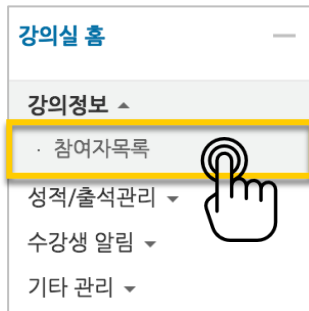 강의실 홈
강의정보 ▲
· 참여자목록
성적/출석관리 ▼
수강생 알림 ▼
기타 관리 ▼